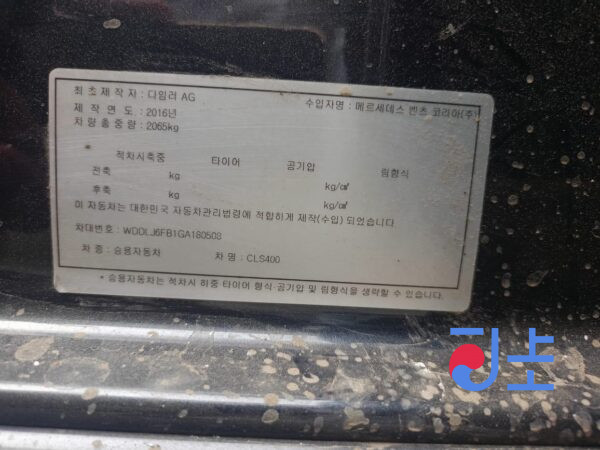 최초제작자 : 다임러 AG 수입자명 : 메르세데스 벤츠 코리아(주)
제작연도 : 2016년
차량총중량 : 2065kg
적차시축중 타이어 공기압 림형식
전축 kg kg/㎠
후축 kg kg/㎠
이 자동차는 대한민국 자동차관리법령에 적합하게 제작(수입) 되었습니다.
차대번호 : WDDLJ6FB1GA180508
차 종 : 승용자동차 차 명 : CLS400
* 승용자동차는 적차시 하중 타이어 형식·공기압 및 림형식을 생략할 수 있습니다.